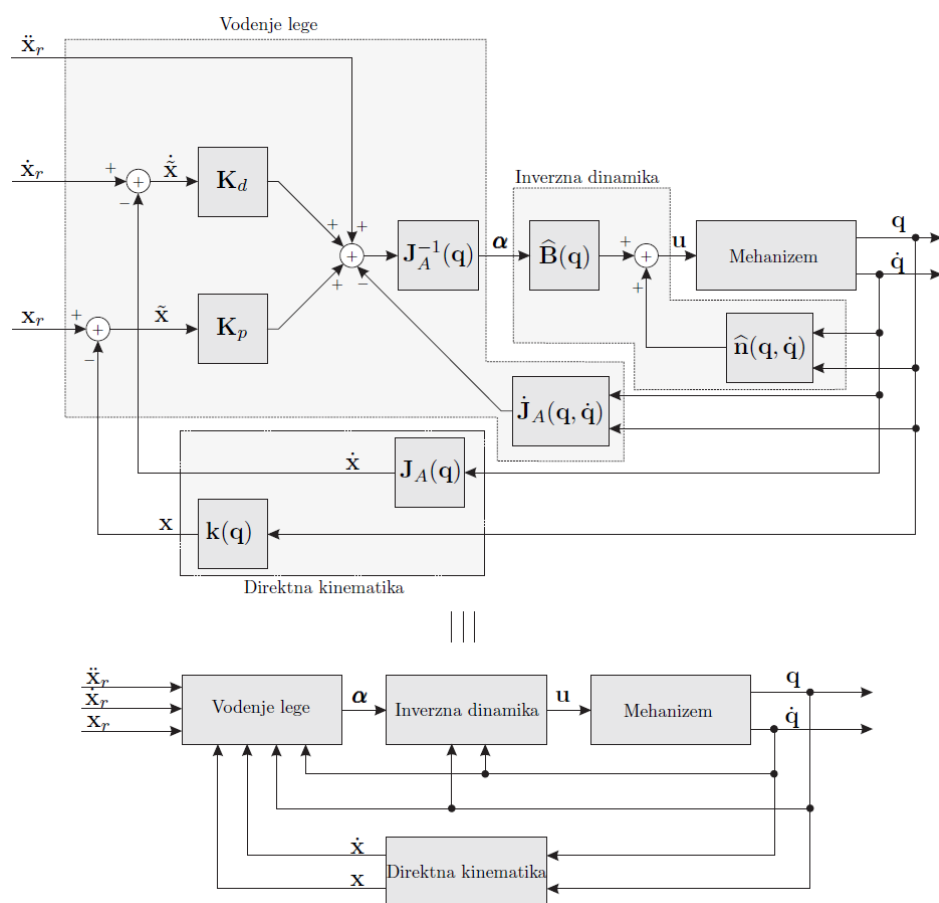 Vodenje lege
ẍ_r
+
ẋ_r
+
−
x̃̇
K_d
+
+
+
+
−
J_A^{-1}(q)
α
Inverzna dinamika
B̂(q)
+
+
+
u
Mehanizem
q
q̇
x_r
+
+
−
x̃
K_p
n̂(q, q̇)
J̇_A(q, q̇)
ẋ
J_A(q)
x
k(q)
Direktna kinematika
ẍ_r
ẋ_r
x_r
Vodenje lege
α
Inverzna dinamika
u
Mehanizem
q
q̇
ẋ
x
Direktna kinematika